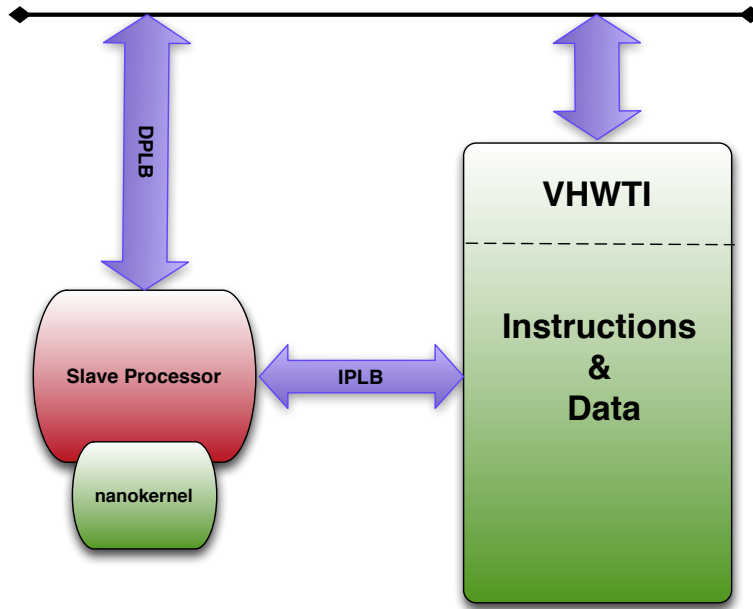 DPLB
VHWTI
Instructions
&
Data
Slave Processor
IPLB
nanokernel